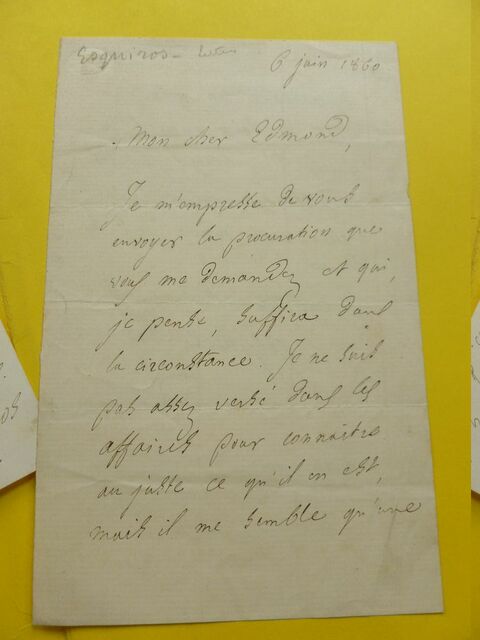 Esquiros -
6 juin 1860
Mon cher Edmond,
Je m'empresse de vous
envoyer la procuration que
vous me demandez et qui,
je pense, suffira dans
la circonstance. Je ne suis
pas assez versé dans les
affaires pour connaitre
au juste ce qu'il en est,
mais il me semble qu'une